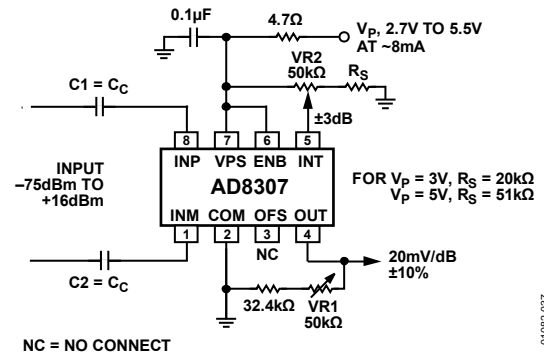 0.1µF
4.7Ω
VP, 2.7V TO 5.5V
AT ~8mA
VR2
50kΩ
RS
C1 = CC
±3dB
8
7
6
5
INP
VPS
ENB
INT
INPUT
–75dBm TO
+16dBm
AD8307
FOR VP = 3V, RS = 20kΩ
VP = 5V, RS = 51kΩ
INM
COM
OFS
OUT
1
2
3
4
NC
C2 = CC
20mV/dB
±10%
32.4kΩ
VR1
50kΩ
NC = NO CONNECT
01082-027